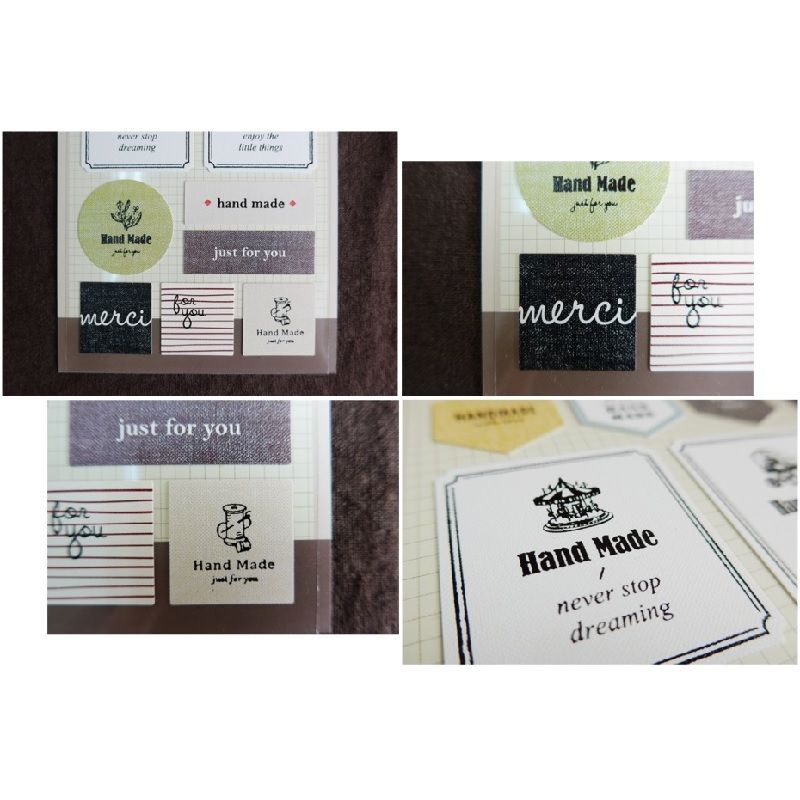 never stop
dreaming
enjoy the
little things
Hand Made
just for you
hand made
just for you
merci
for
you
Hand Made
just for you
Hand Made
just for you
ju
merci
for
you
just for you
for
you
Hand Made
just for you
HANDMADE
Hand Made
never stop
dreaming